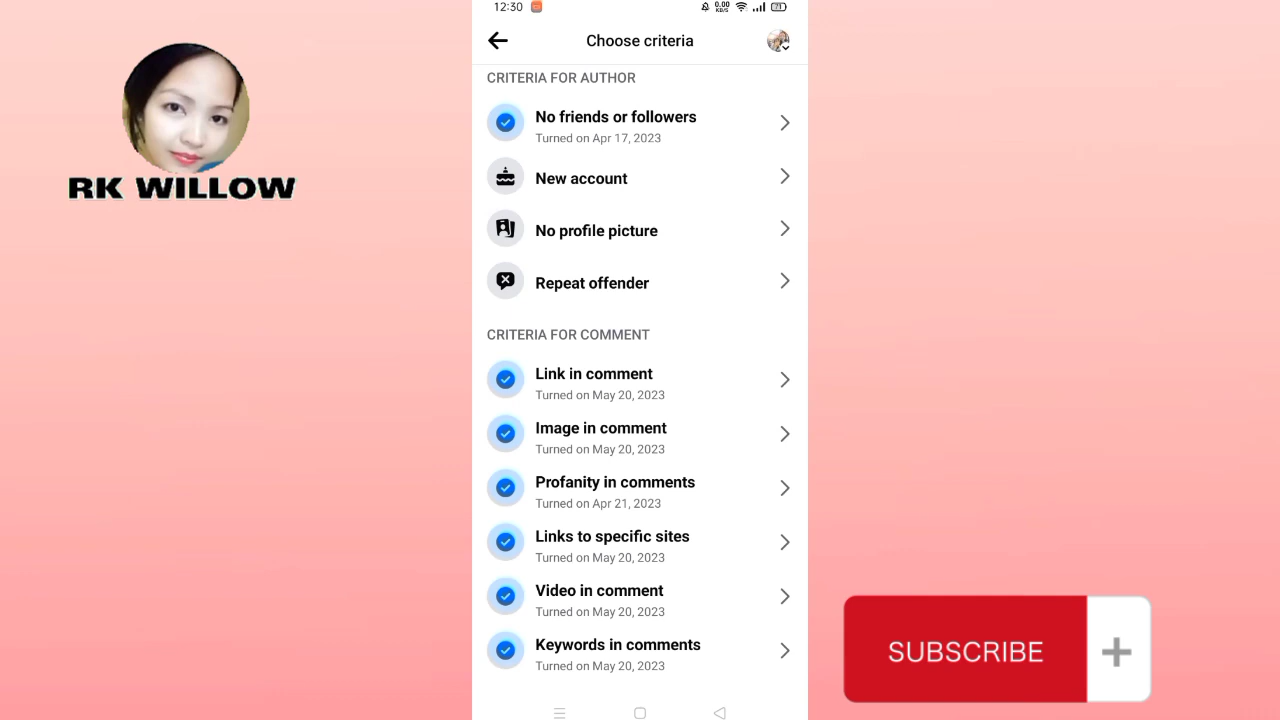 12:30
0.00
KB/S
71
Choose criteria
RK WILLOW
CRITERIA FOR AUTHOR
No friends or followers
Turned on Apr 17, 2023
New account
No profile picture
Repeat offender
CRITERIA FOR COMMENT
Link in comment
Turned on May 20, 2023
Image in comment
Turned on May 20, 2023
Profanity in comments
Turned on Apr 21, 2023
Links to specific sites
Turned on May 20, 2023
Video in comment
Turned on May 20, 2023
Keywords in comments
Turned on May 20, 2023
SUBSCRIBE